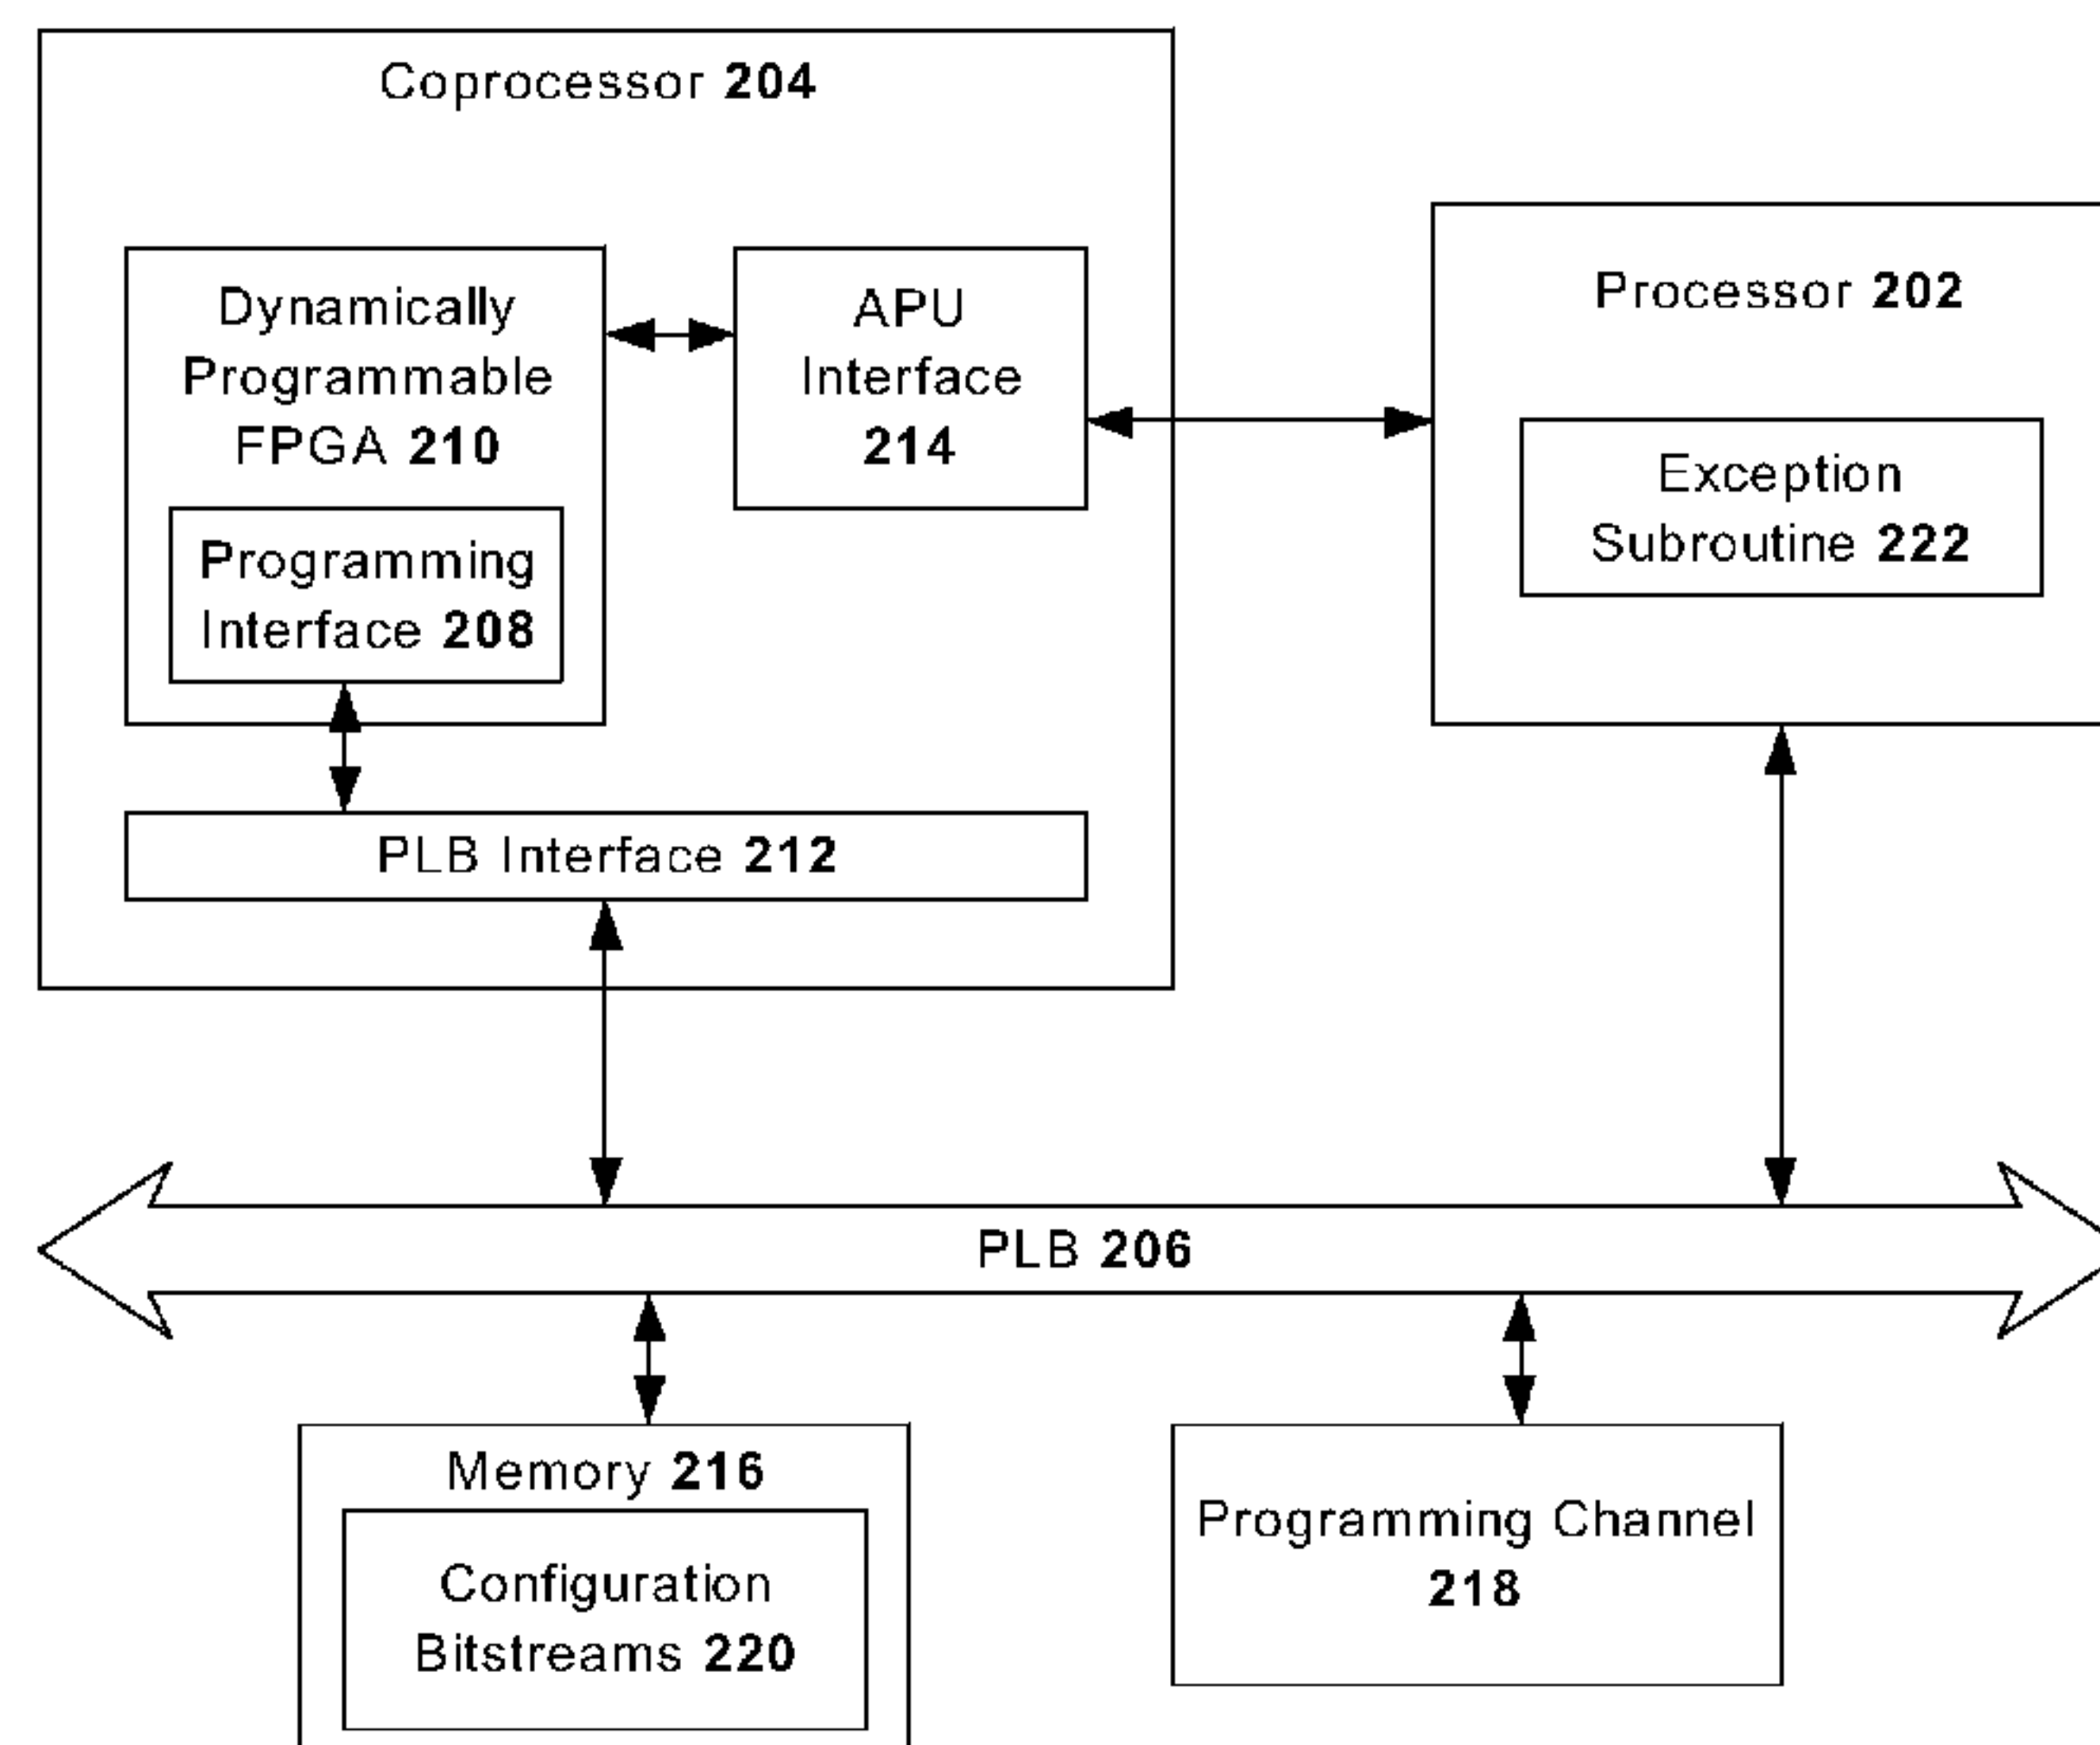 Coprocessor 204
Dynamically
Programmable
FPGA 210
Programming
Interface 208
APU
Interface
214
PLB Interface 212
Processor 202
Exception
Subroutine 222
PLB 206
Memory 216
Configuration
Bitstreams 220
Programming Channel
218